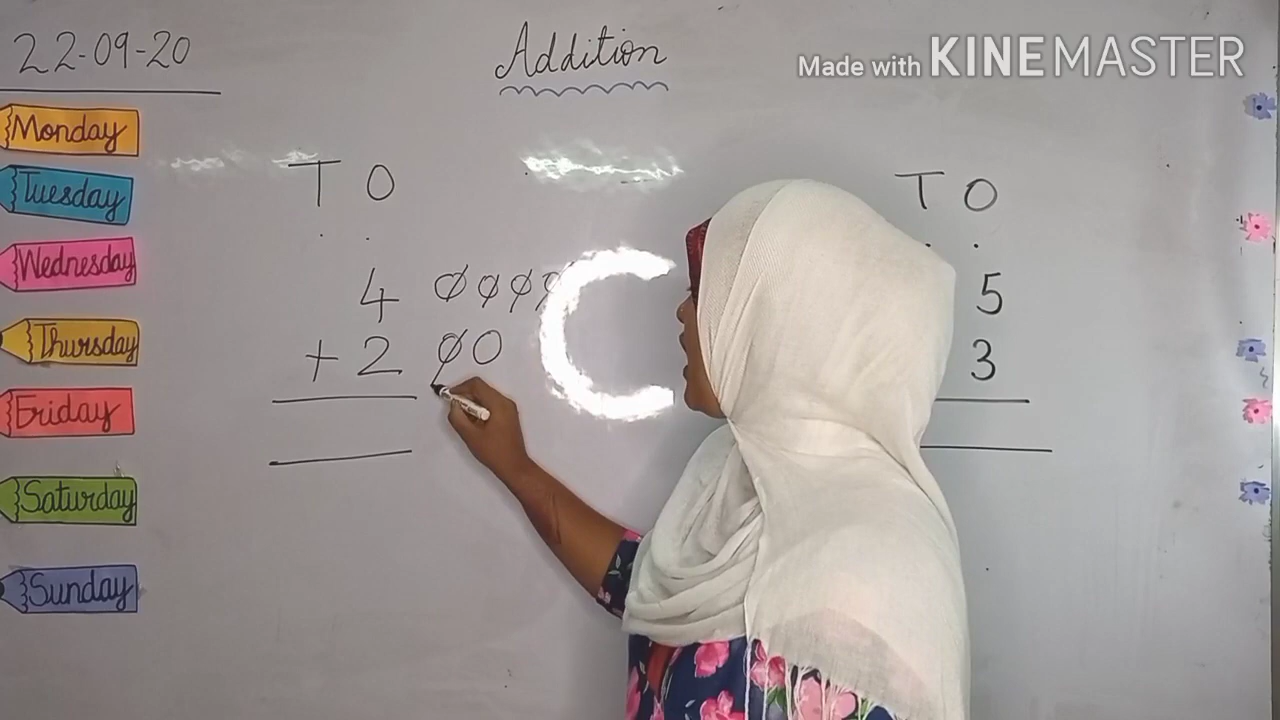 22-09-20
Addition
Made with KINEMASTER
Monday
Tuesday
Wednesday
Thursday
Friday
Saturday
Sunday
T O
4
+ 2
T O
5
3